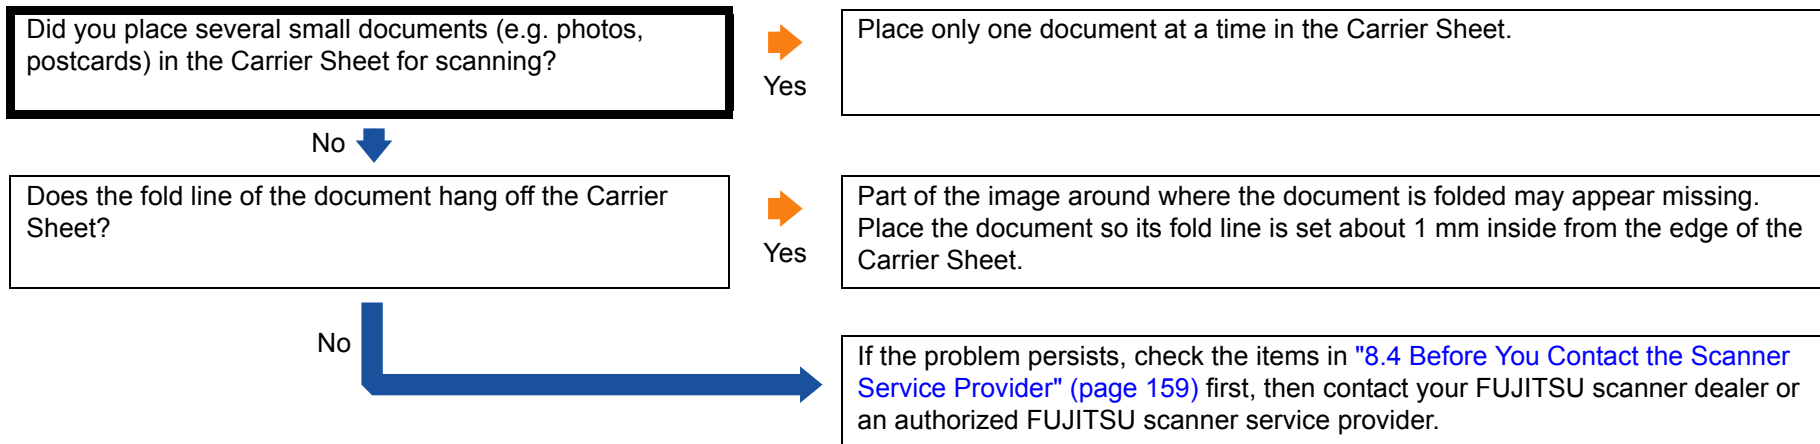 Did you place several small documents (e.g. photos,
postcards) in the Carrier Sheet for scanning?
Yes
Place only one document at a time in the Carrier Sheet.
No
Does the fold line of the document hang off the Carrier
Sheet?
Yes
Part of the image around where the document is folded may appear missing.
Place the document so its fold line is set about 1 mm inside from the edge of the
Carrier Sheet.
No
If the problem persists, check the items in "8.4 Before You Contact the Scanner
Service Provider" (page 159) first, then contact your FUJITSU scanner dealer or
an authorized FUJITSU scanner service provider.